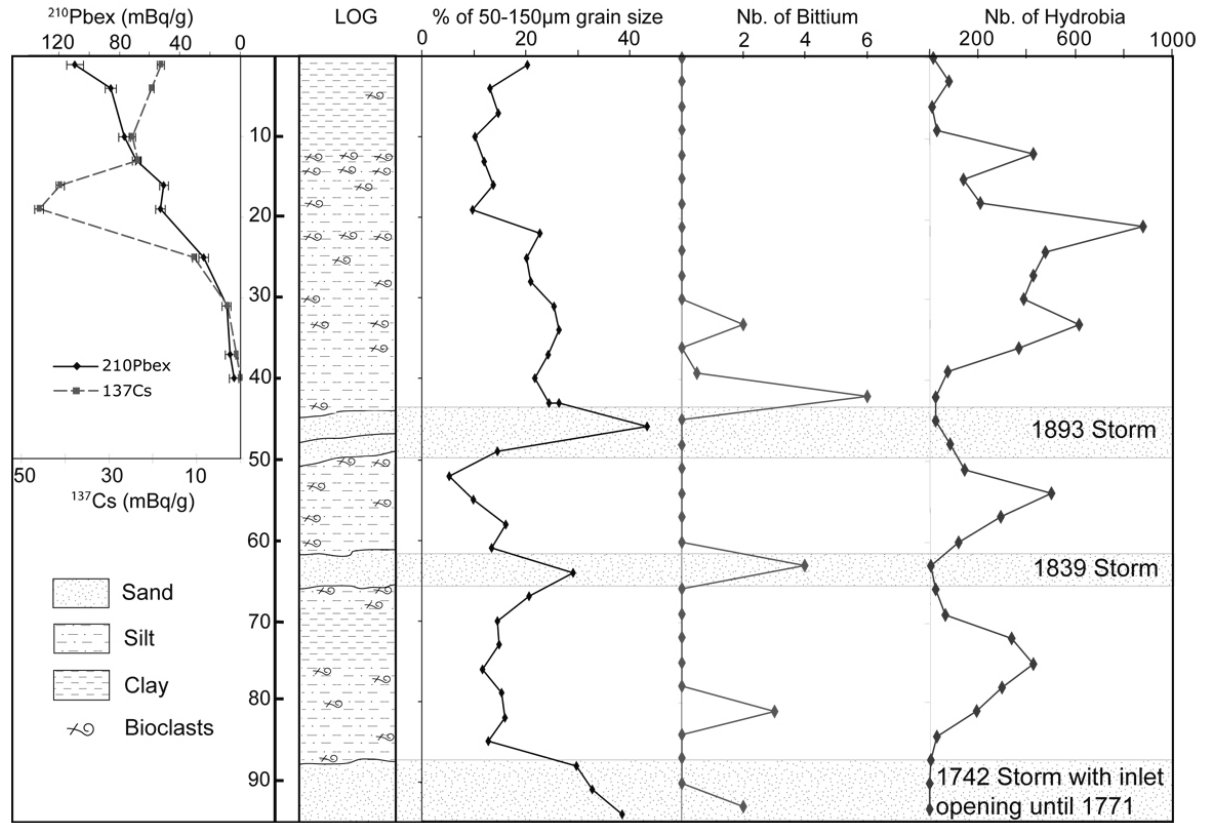 ²¹⁰Pbex (mBq/g) LOG % of 50-150µm grain size Nb. of Bittium Nb. of Hydrobia
120 80 40 0 0 20 40 0 2 4 6 0 200 600 1000
10
20
30
210Pbex
137Cs
40
1893 Storm
50
50 30 10
¹³⁷Cs (mBq/g)
60
1839 Storm
Sand
70
Silt
Clay
80
Bioclasts
90
1742 Storm with inlet
opening until 1771